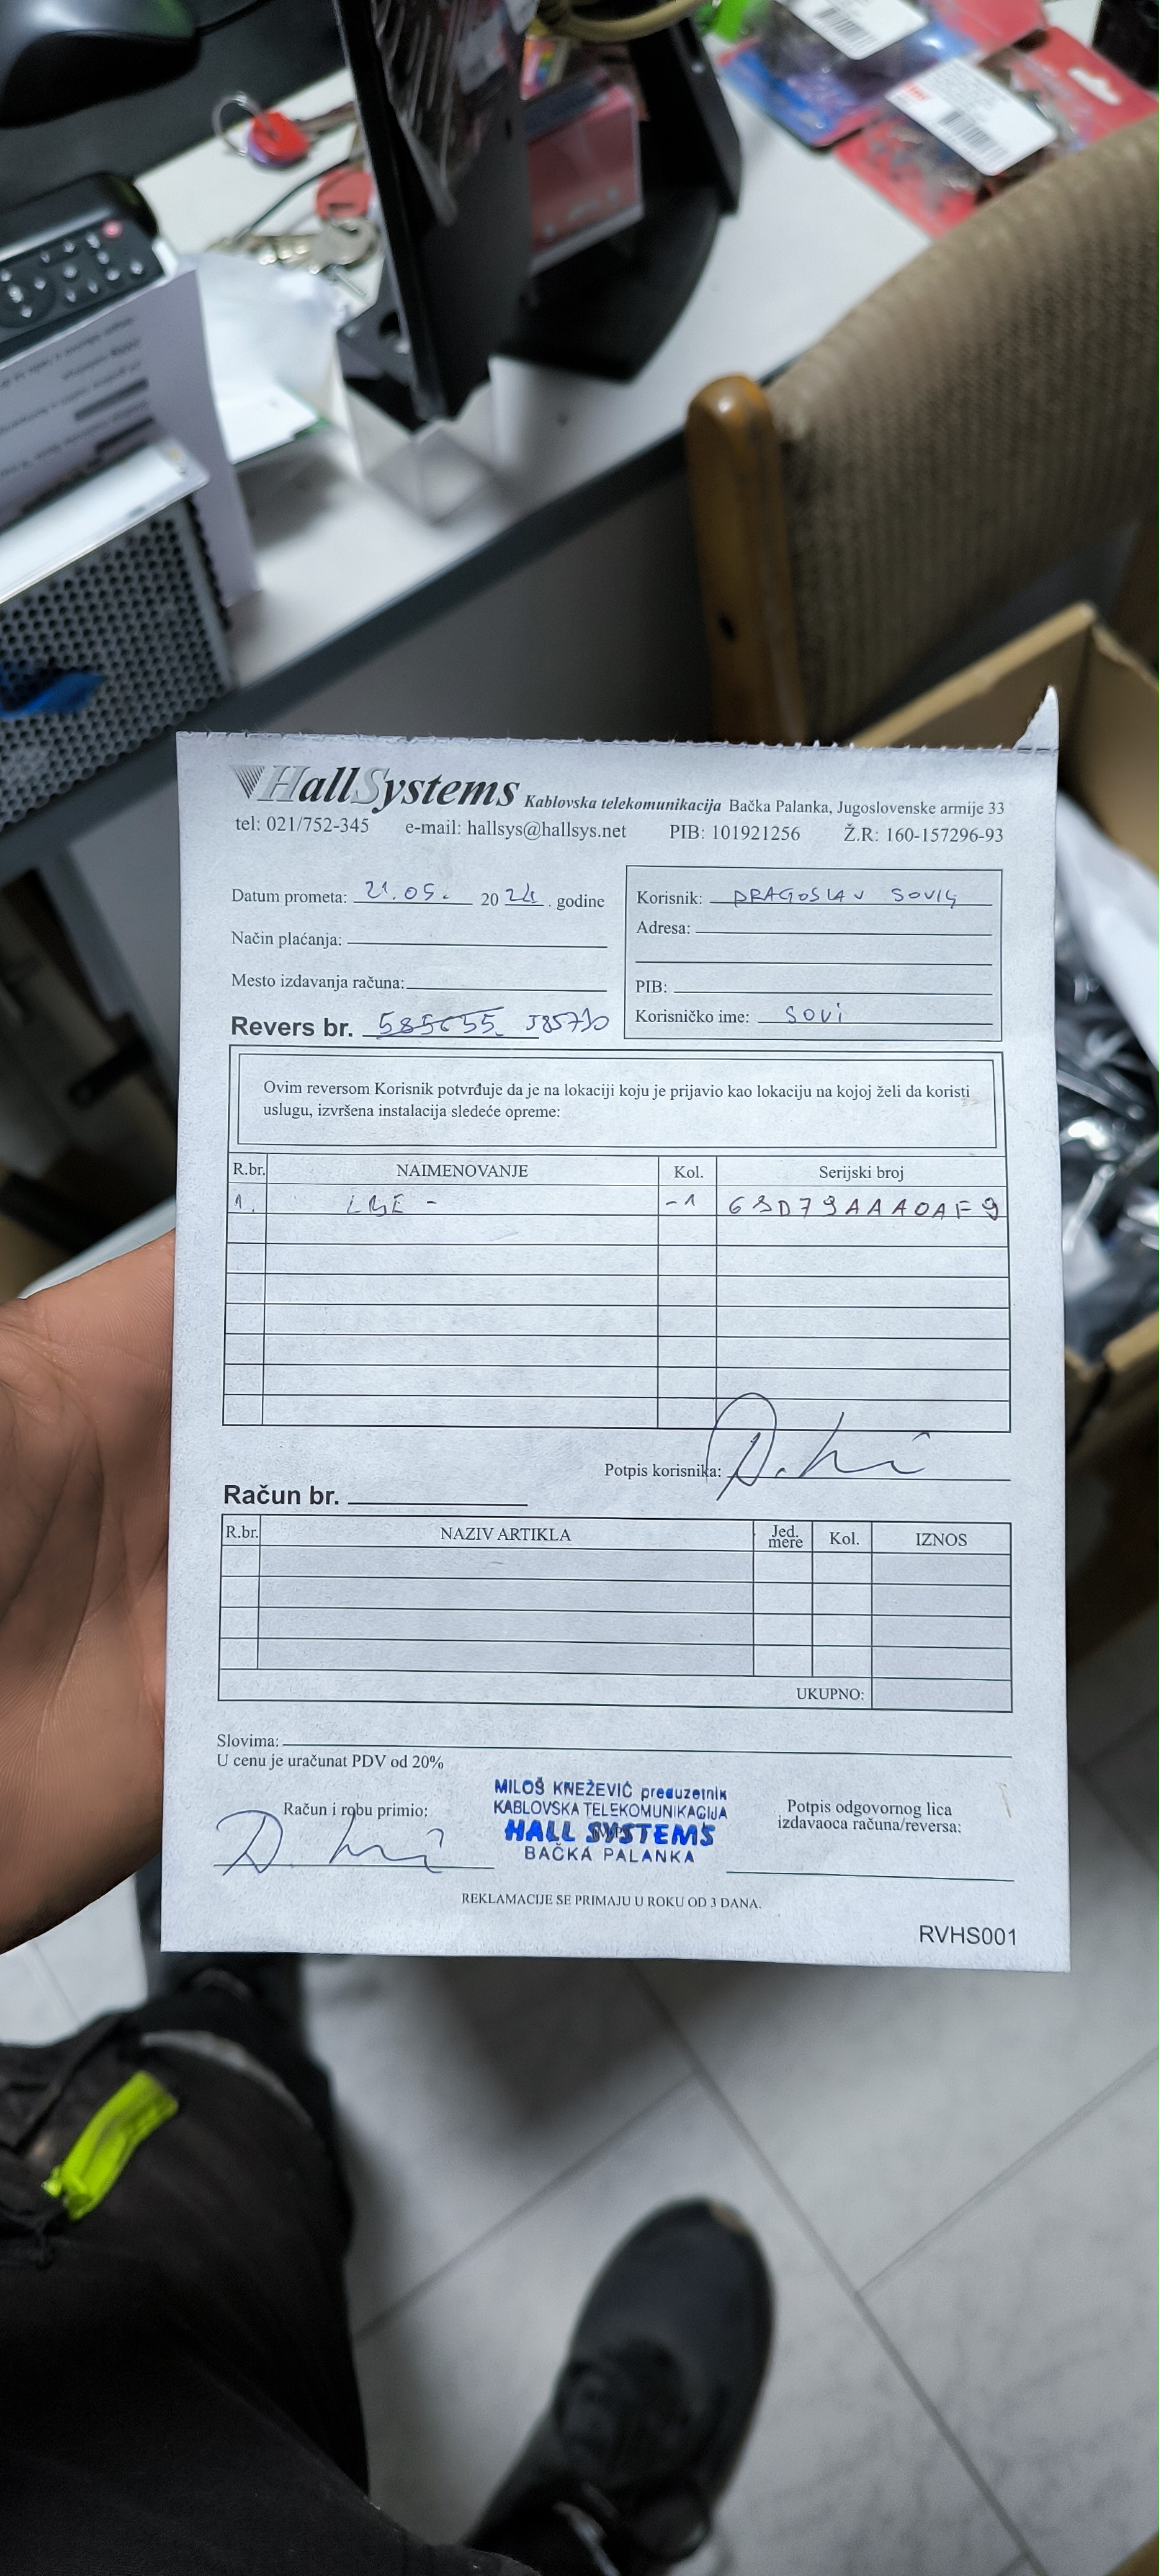 HallSystems Kablovska telekomunikacija Bačka Palanka, Jugoslovenske armije 33
tel: 021/752-345 e-mail: hallsys@hallsys.net PIB: 101921256 Ž.R: 160-157296-93
Datum prometa: 21.05. 2024. godine
Način plaćanja:
Mesto izdavanja računa:
Revers br. 585655 585710
Korisnik: DRAGOSLAV SOVIĆ
Adresa:
PIB:
Korisničko ime: SOVI
Ovim reversom Korisnik potvrđuje da je na lokaciji koju je prijavio kao lokaciju na kojoj želi da koristi
uslugu, izvršena instalacija sledeće opreme:
R.br. NAIMENOVANJE Kol. Serijski broj
1. - -1
Potpis korisnika:
Račun br.
R.br. NAZIV ARTIKLA Jed. mere Kol. IZNOS
UKUPNO:
Slovima:
U cenu je uračunat PDV od 20%
Račun i robu primio:
MILOŠ KNEŽEVIĆ preduzetnik
KABLOVSKA TELEKOMUNIKACIJA
HALL SYSTEMS
BAČKA PALANKA
Potpis odgovornog lica
izdavaoca računa/reversa:
REKLAMACIJE SE PRIMAJU U ROKU OD 3 DANA.
RVHS001